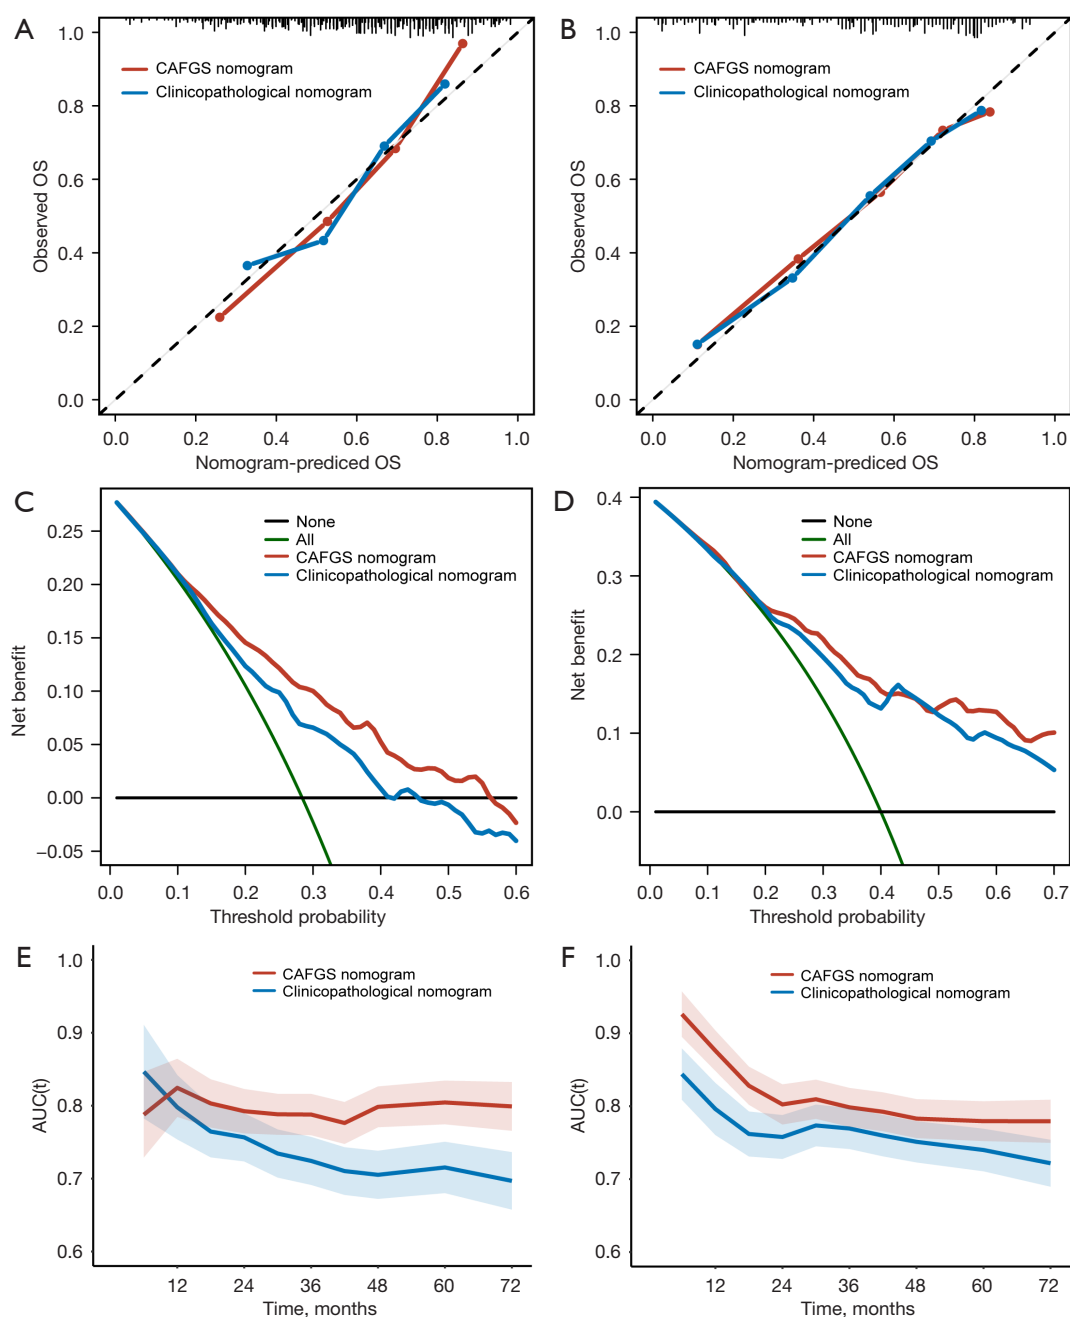 A
CAFGS nomogram
Clinicopathological nomogram
1.0
0.8
0.6
0.4
0.2
0.0
Observed OS
0.0 0.2 0.4 0.6 0.8 1.0
Nomogram-prediced OS
B
CAFGS nomogram
Clinicopathological nomogram
1.0
0.8
0.6
0.4
0.2
0.0
Observed OS
0.0 0.2 0.4 0.6 0.8 1.0
Nomogram-prediced OS
C
None
All
CAFGS nomogram
Clinicopathological nomogram
0.25
0.20
0.15
0.10
0.05
0.00
−0.05
Net benefit
0.0 0.1 0.2 0.3 0.4 0.5 0.6
Threshold probability
D
None
All
CAFGS nomogram
Clinicopathological nomogram
0.4
0.3
0.2
0.1
0.0
Net benefit
0.0 0.1 0.2 0.3 0.4 0.5 0.6 0.7
Threshold probability
E
CAFGS nomogram
Clinicopathological nomogram
1.0
0.9
0.8
0.7
0.6
AUC(t)
12 24 36 48 60 72
Time, months
F
CAFGS nomogram
Clinicopathological nomogram
1.0
0.9
0.8
0.7
0.6
AUC(t)
12 24 36 48 60 72
Time, months